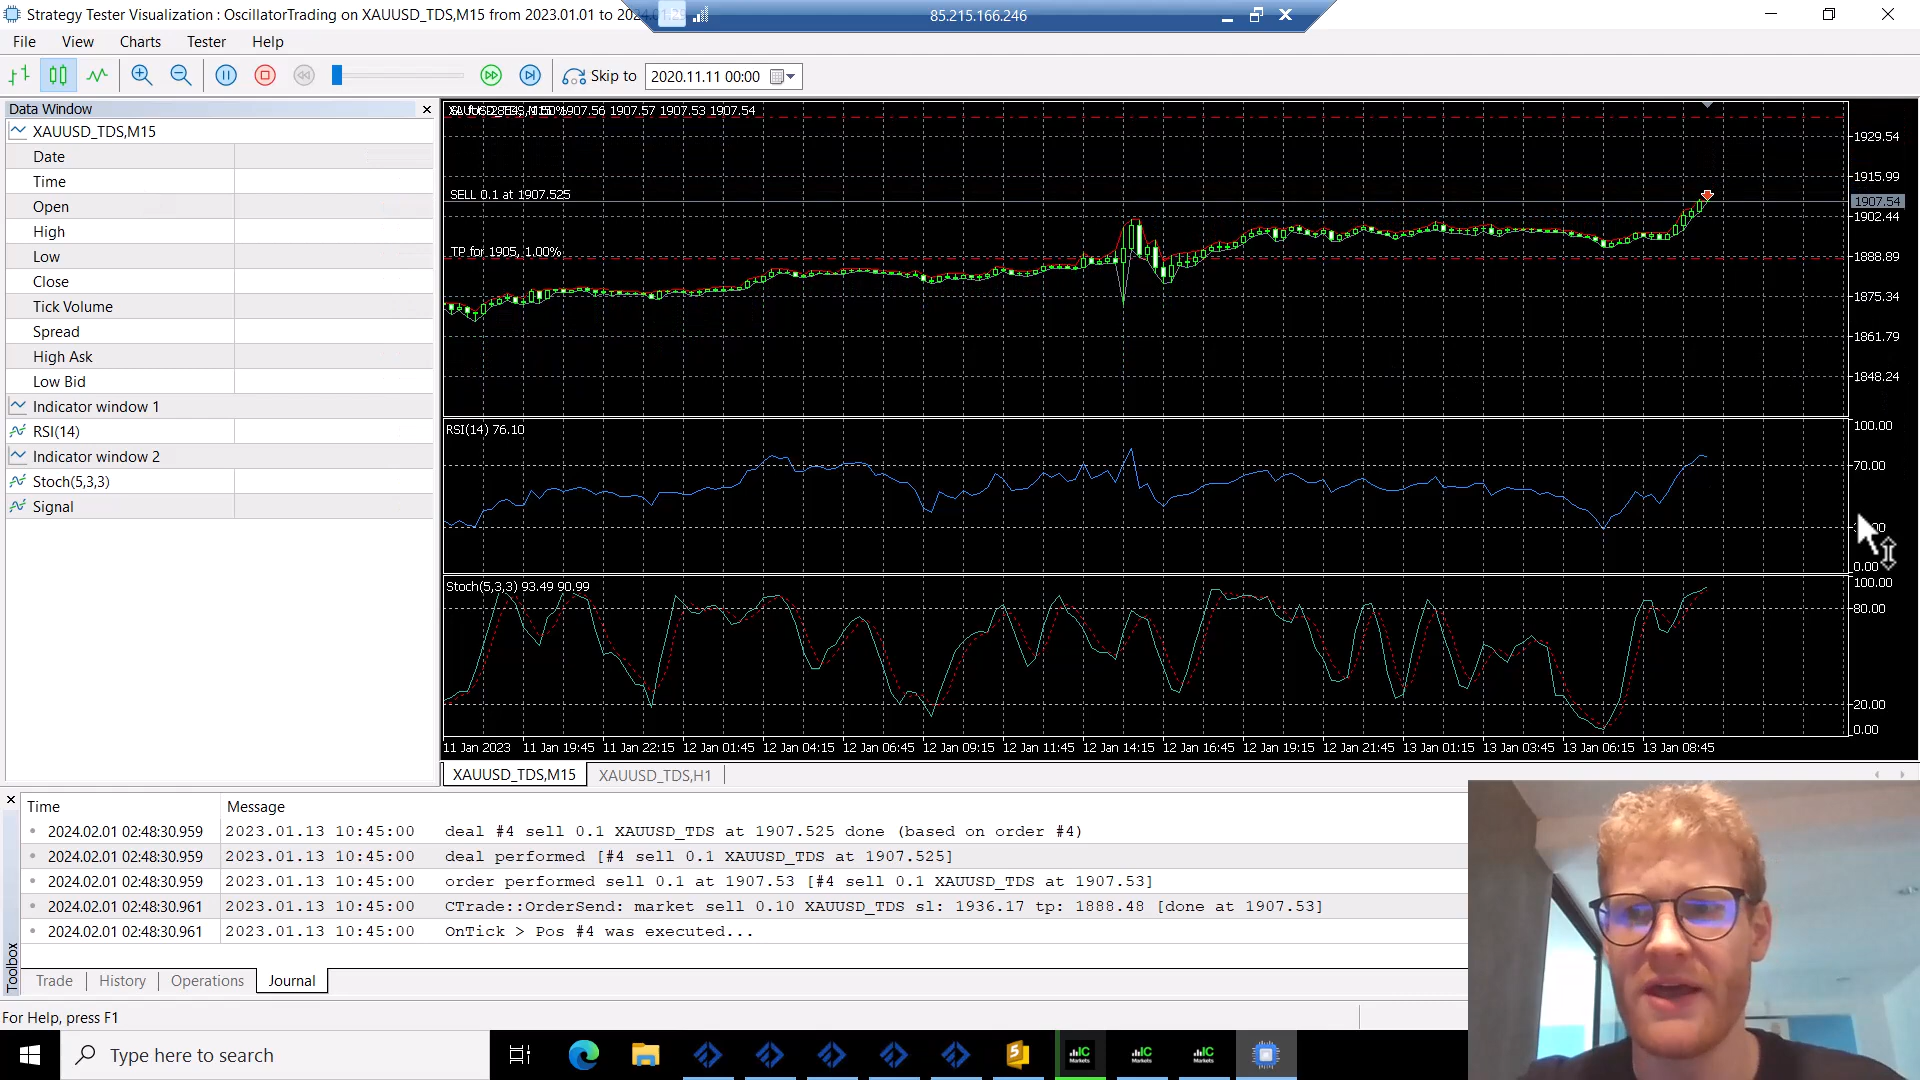 Strategy Tester Visualization : OscillatorTrading on XAUUSD_TDS,M15 from 2023.01.01 to 2024
85.215.166.246
File View Charts Tester Help
Skip to 2020.11.11 00:00
Data Window
XAUUSD_TDS,M15
Date
Time
Open
High
Low
Close
Tick Volume
Spread
High Ask
Low Bid
Indicator window 1
RSI(14)
Indicator window 2
Stoch(5,3,3)
Signal
1907.56 1907.57 1907.53 1907.54
SELL 0.1 at 1907.525
TP for 1905, 1.00%
1929.54
1915.99
1907.54
1902.44
1888.89
1875.34
1861.79
1848.24
RSI(14) 76.10
100.00
70.00
0.00
Stoch(5,3,3) 93.49 90.99
100.00
80.00
20.00
0.00
11 Jan 2023 11 Jan 19:45 11 Jan 22:15 12 Jan 01:45 12 Jan 04:15 12 Jan 06:45 12 Jan 09:15 12 Jan 11:45 12 Jan 14:15 12 Jan 16:45 12 Jan 19:15 12 Jan 21:45 13 Jan 01:15 13 Jan 03:45 13 Jan 06:15 13 Jan 08:45
XAUUSD_TDS,M15 XAUUSD_TDS,H1
Time Message
2024.02.01 02:48:30.959 2023.01.13 10:45:00 deal #4 sell 0.1 XAUUSD_TDS at 1907.525 done (based on order #4)
2024.02.01 02:48:30.959 2023.01.13 10:45:00 deal performed [#4 sell 0.1 XAUUSD_TDS at 1907.525]
2024.02.01 02:48:30.959 2023.01.13 10:45:00 order performed sell 0.1 at 1907.53 [#4 sell 0.1 XAUUSD_TDS at 1907.53]
2024.02.01 02:48:30.961 2023.01.13 10:45:00 CTrade::OrderSend: market sell 0.10 XAUUSD_TDS sl: 1936.17 tp: 1888.48 [done at 1907.53]
2024.02.01 02:48:30.961 2023.01.13 10:45:00 OnTick > Pos #4 was executed...
Toolbox
Trade History Operations Journal
For Help, press F1
Type here to search
IC Markets
IC Markets
IC Markets